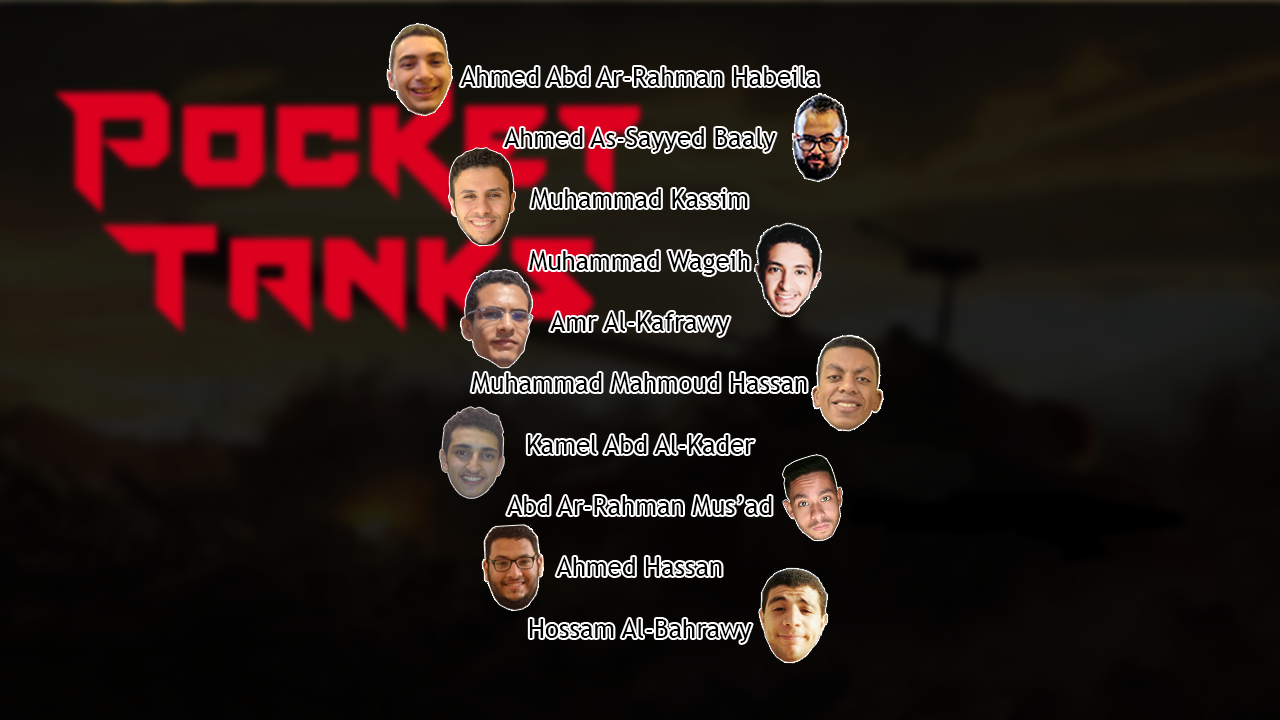 POCKET
TANKS
Ahmed Abd Ar-Rahman Habeila
Ahmed As-Sayyed Baaly
Muhammad Kassim
Muhammad Wageih
Amr Al-Kafrawy
Muhammad Mahmoud Hassan
Kamel Abd Al-Kader
Abd Ar-Rahman Mus’ad
Ahmed Hassan
Hossam Al-Bahrawy